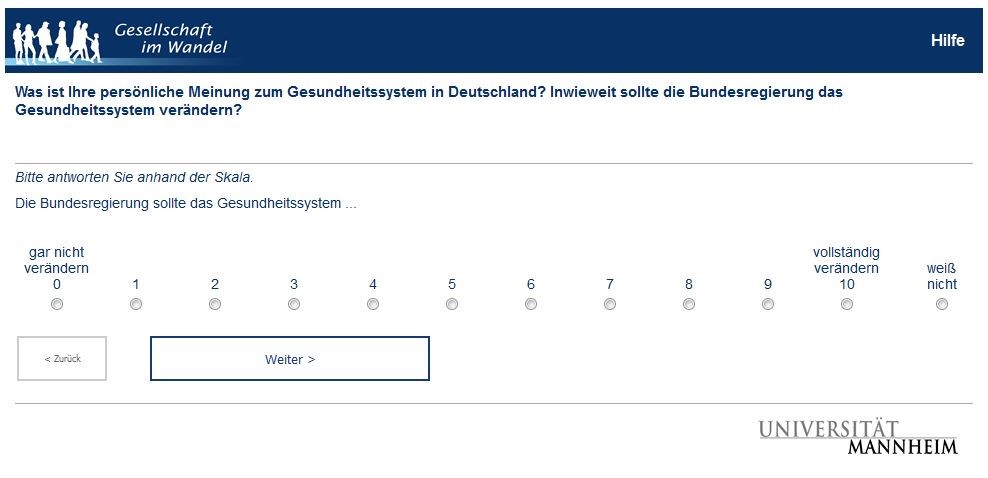 Gesellschaft
im Wandel
Hilfe
Was ist Ihre persönliche Meinung zum Gesundheitssystem in Deutschland? Inwieweit sollte die Bundesregierung das
Gesundheitssystem verändern?
Bitte antworten Sie anhand der Skala.
Die Bundesregierung sollte das Gesundheitssystem ...
gar nicht
verändern
0
1
2
3
4
5
6
7
8
9
vollständig
verändern
10
weiß
nicht
< Zurück
Weiter >
UNIVERSITÄT
MANNHEIM